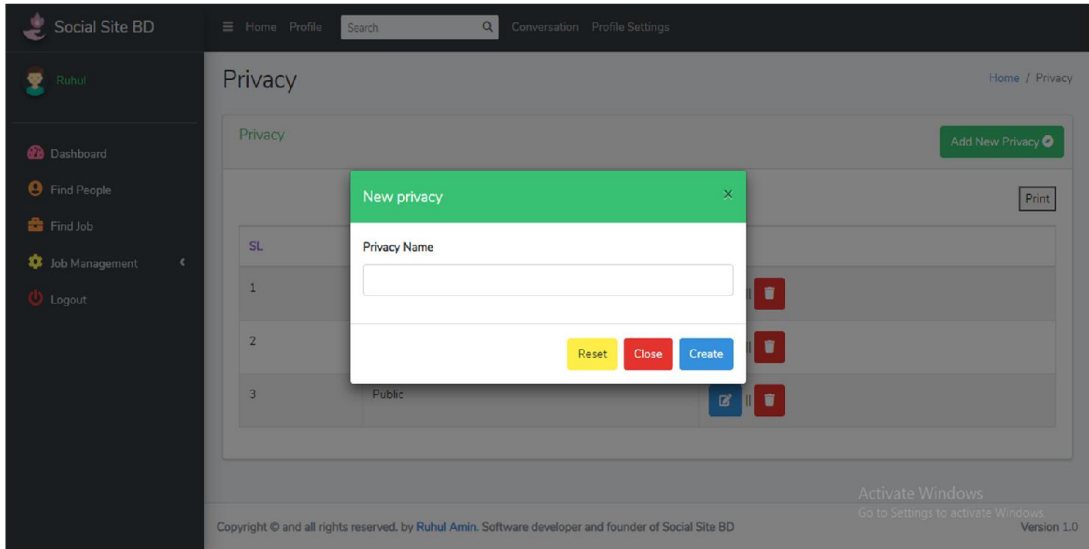 Social Site BD
Home Profile Search Conversation Profile Settings
Ruhul
Privacy
Home / Privacy
Dashboard
Find People
Find Job
Job Management
Logout
Privacy
Add New Privacy
Print
New privacy ×
Privacy Name
Reset Close Create
SL
1 ||
2 ||
3 Public ||
Activate Windows
Go to Settings to activate Windows.
Copyright © and all rights reserved. by Ruhul Amin. Software developer and founder of Social Site BD
Version 1.0